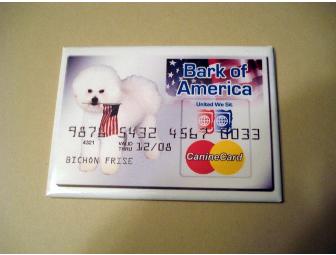 Bark of
America
United We Sit
9876 5432 4567 0033
4321 VALID THRU 12/08
BICHON FRISE
CanineCard